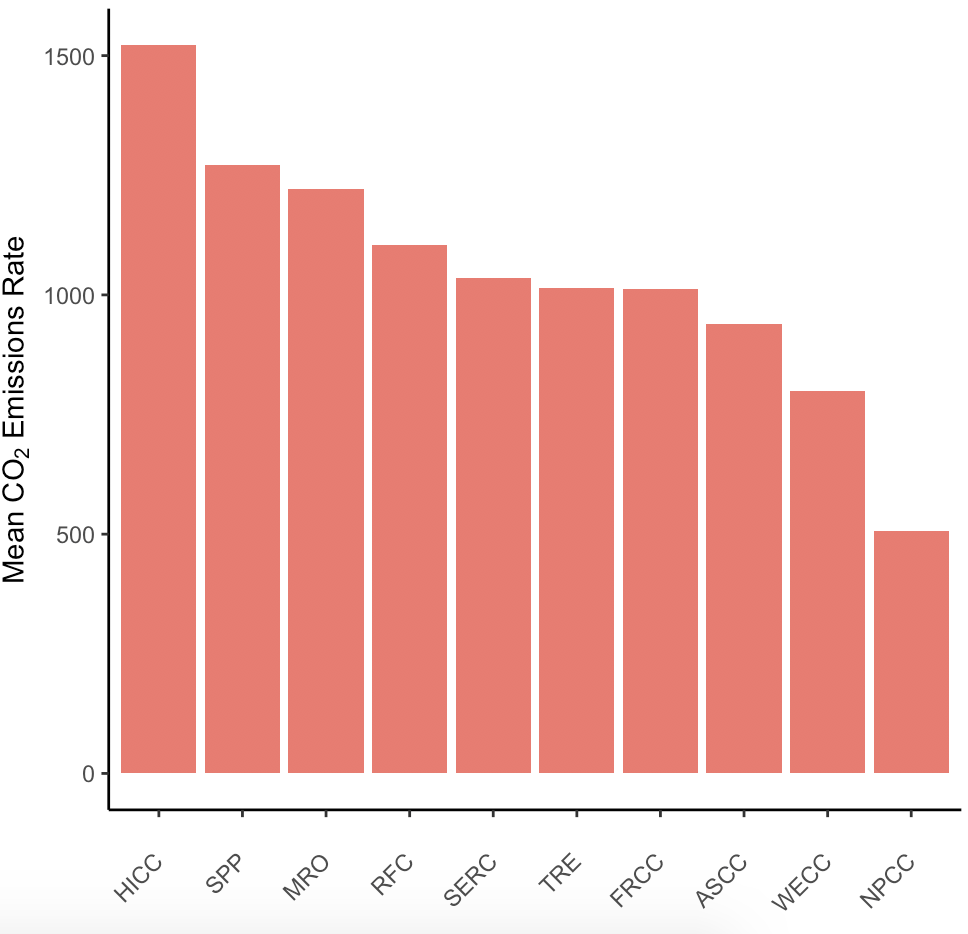 Mean CO₂ Emissions Rate
1500
1000
500
0
HICC
SPP
MRO
RFC
SERC
TRE
FRCC
ASCC
WECC
NPCC